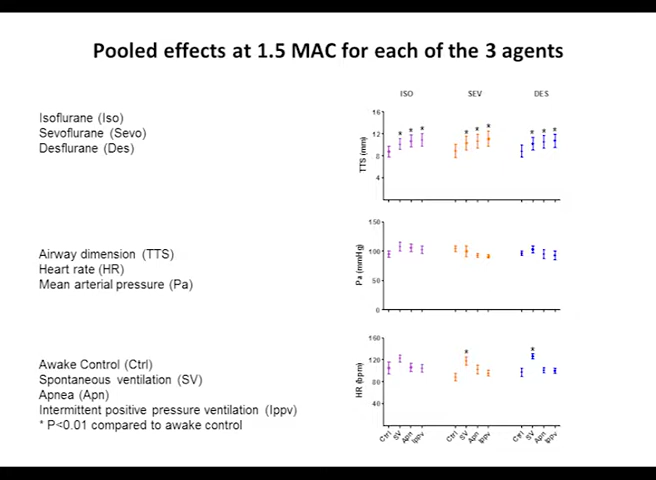 Pooled effects at 1.5 MAC for each of the 3 agents
Isoflurane (Iso)
Sevoflurane (Sevo)
Desflurane (Des)
Airway dimension (TTS)
Heart rate (HR)
Mean arterial pressure (Pa)
Awake Control (Ctrl)
Spontaneous ventilation (SV)
Apnea (Apn)
Intermittent positive pressure ventilation (Ippv)
* P<0.01 compared to awake control
ISO SEV DES
TTS (mm)
16
12
8
4
* * * * * * * * *
Pa (mmHg)
150
100
50
0
HR (bpm)
160
120
80
40
* *
Ctrl SV Apn Ippv Ctrl SV Apn Ippv Ctrl SV Apn Ippv